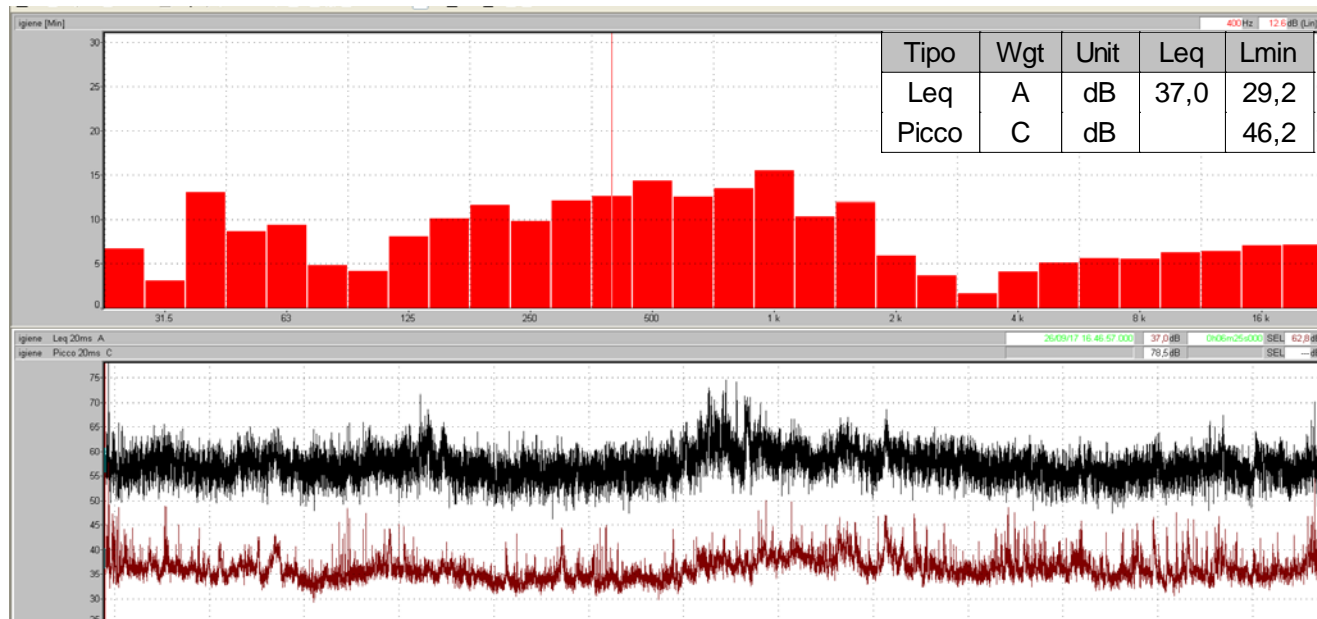 igiene [Min] 400 Hz 12.6 dB (Lin)
Tipo Wgt Unit Leq Lmin
Leq A dB 37,0 29,2
Picco C dB 46,2
30
25
20
15
10
5
0
31.5 63 125 250 500 1 k 2 k 4 k 8 k 16 k
igiene Leq 20ms A 26/09/17 16:46:57:000 37,0 dB 0h06m25s000 SEL 62,8 d
igiene Picco 20ms C 78,5 dB SEL ---d
75
70
65
60
55
50
45
40
35
30
25